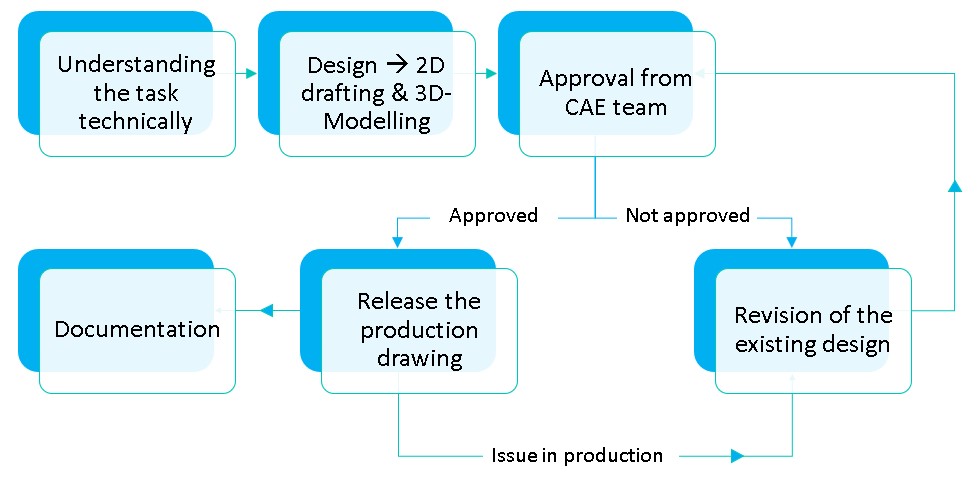 Understanding
the task
technically
Design → 2D
drafting & 3D-
Modelling
Approval from
CAE team
Approved
Not approved
Documentation
Release the
production
drawing
Revision of the
existing design
Issue in production